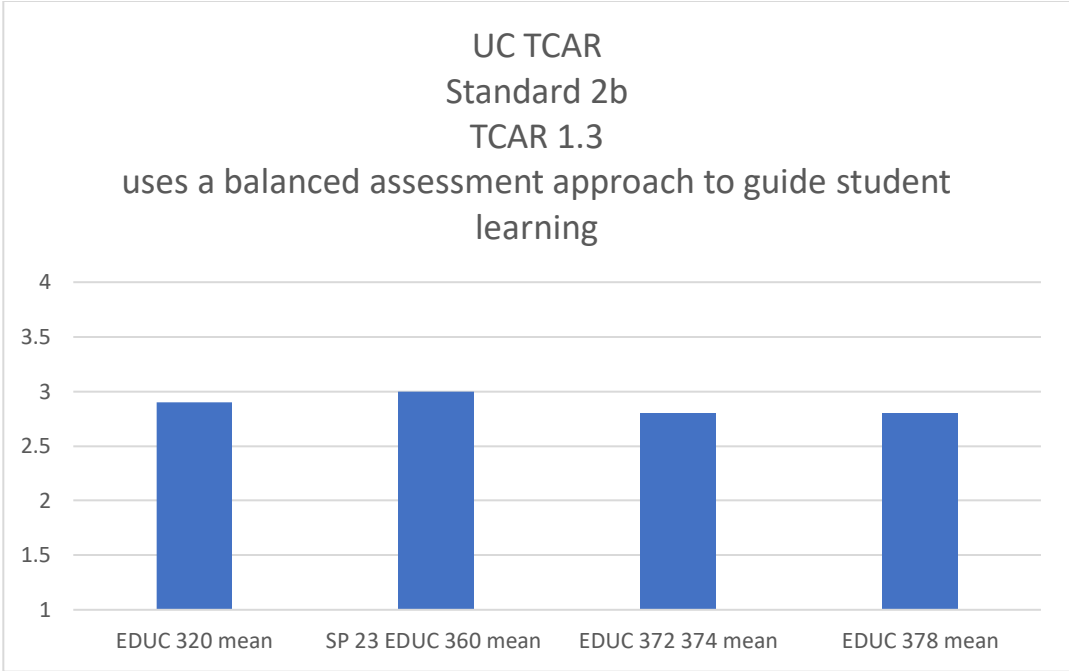 UC TCAR
Standard 2b
TCAR 1.3
uses a balanced assessment approach to guide student
learning
4
3.5
3
2.5
2
1.5
1
EDUC 320 mean
SP 23 EDUC 360 mean
EDUC 372 374 mean
EDUC 378 mean